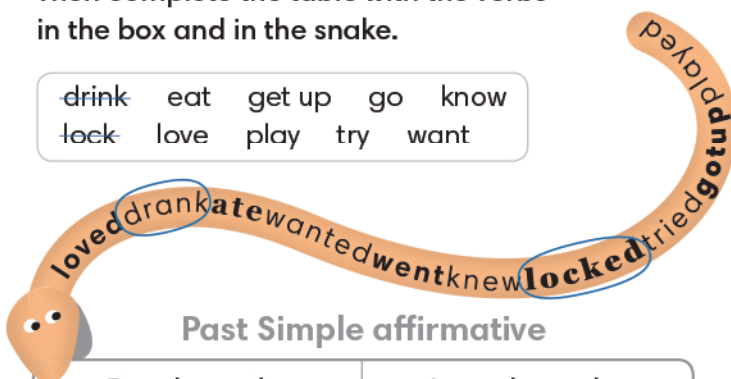 in the box and in the snake.
drink eat get up go know
lock love play try want
loveddrankatewantedwentknewlockedtriedgotupplayed
Past Simple affirmative